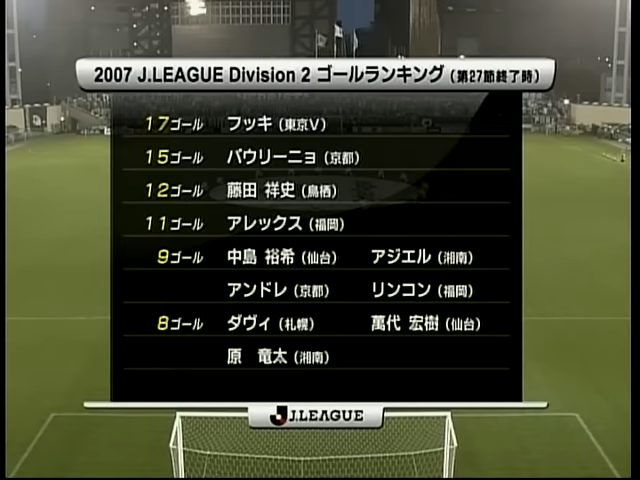 2007 J.LEAGUE Division 2 ゴールランキング (第27節終了時)
17ゴール フッキ (東京V)
15ゴール パウリーニョ (京都)
12ゴール 藤田 祥史 (鳥栖)
11ゴール アレックス (福岡)
9ゴール 中島 裕希 (仙台) アジエル (湘南)
アンドレ (京都) リンコン (福岡)
8ゴール ダヴィ (札幌) 萬代 宏樹 (仙台)
原 竜太 (湘南)
J.LEAGUE